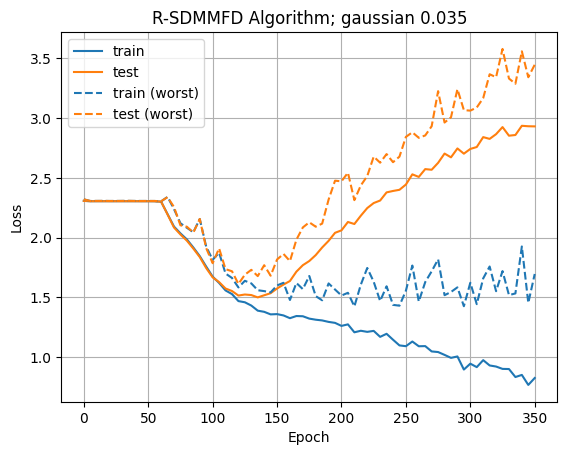 R-SDMMFD Algorithm; gaussian 0.035
train
test
train (worst)
test (worst)
Loss
3.5
3.0
2.5
2.0
1.5
1.0
0 50 100 150 200 250 300 350
Epoch